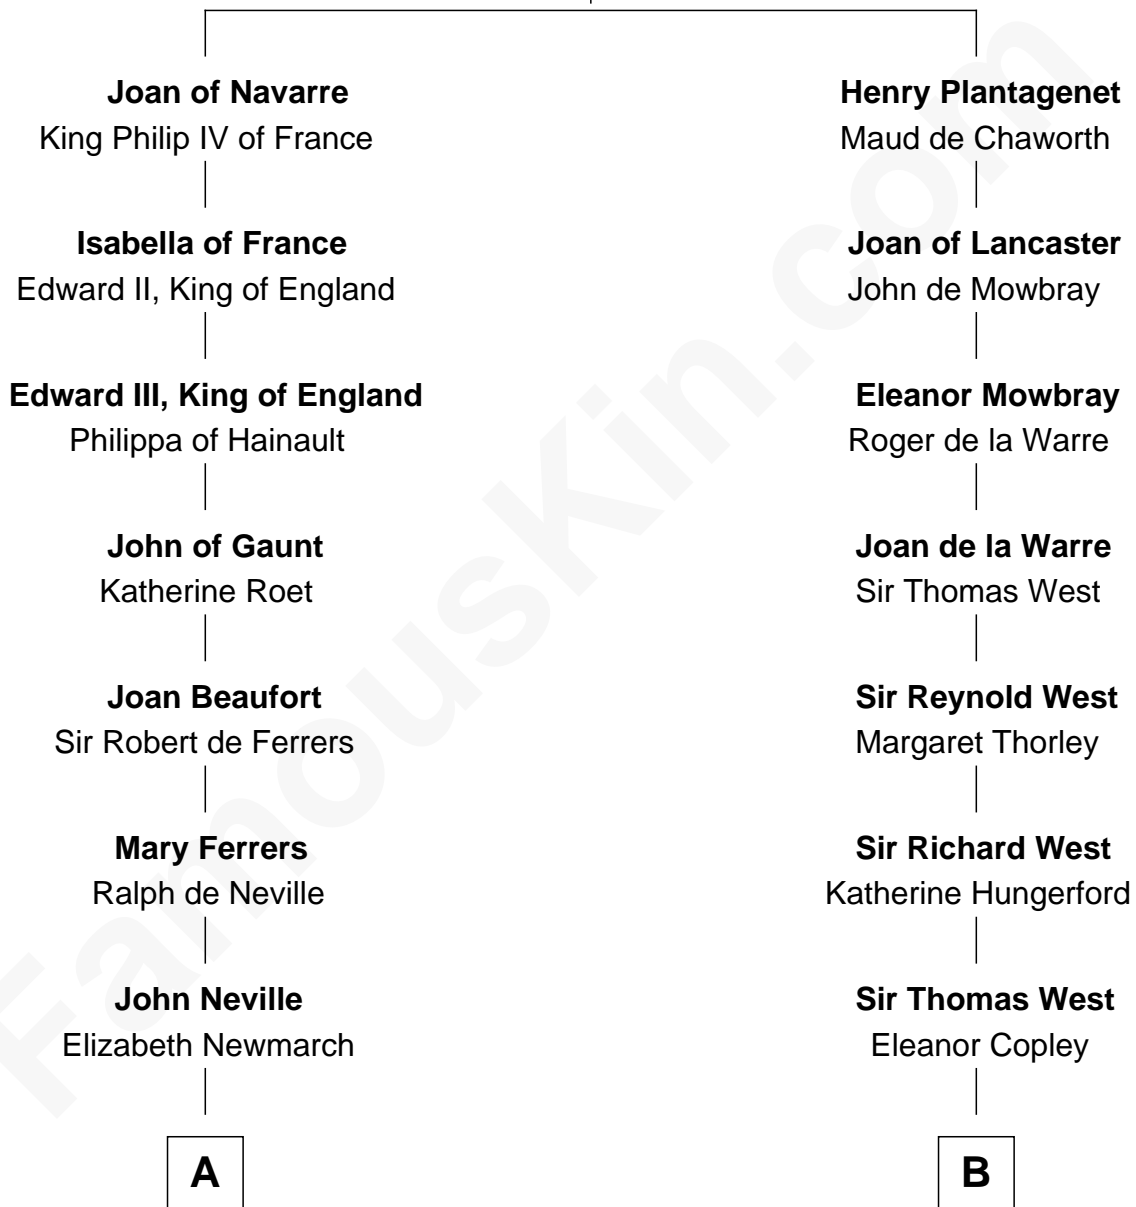 Joan of Navarre
King Philip IV of France
Henry Plantagenet
Maud de Chaworth
Isabella of France
Edward II, King of England
Joan of Lancaster
John de Mowbray
Edward III, King of England
Philippa of Hainault
Eleanor Mowbray
Roger de la Warre
John of Gaunt
Katherine Roet
Joan de la Warre
Sir Thomas West
Joan Beaufort
Sir Robert de Ferrers
Sir Reynold West
Margaret Thorley
Mary Ferrers
Ralph de Neville
Sir Richard West
Katherine Hungerford
John Neville
Elizabeth Newmarch
Sir Thomas West
Eleanor Copley
A
B
FamousKin.com